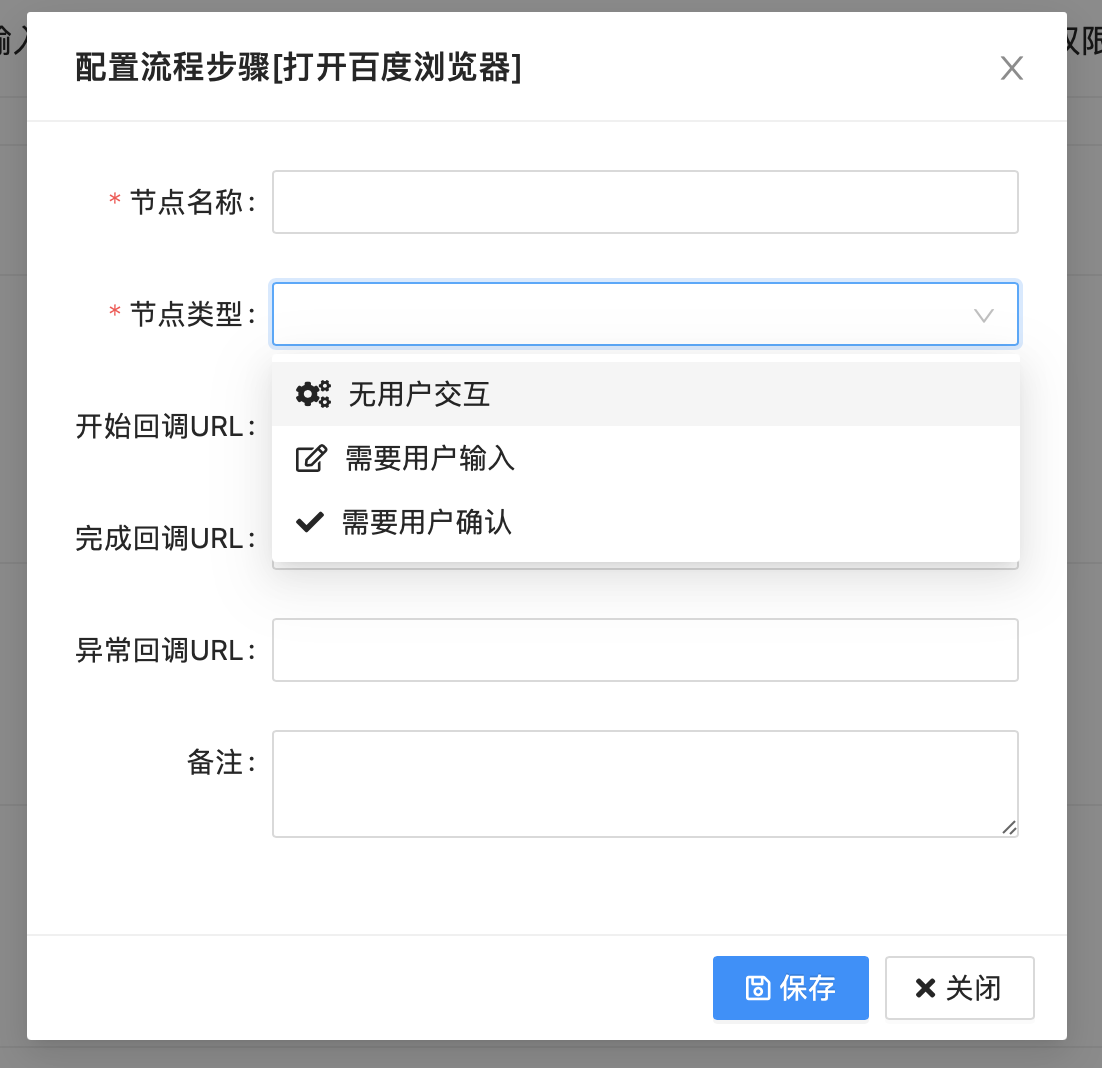 配置流程步骤[打开百度浏览器]
* 节点名称:
* 节点类型:
无用户交互
开始回调URL:
需要用户输入
需要用户确认
完成回调URL:
异常回调URL:
备注:
保存
关闭